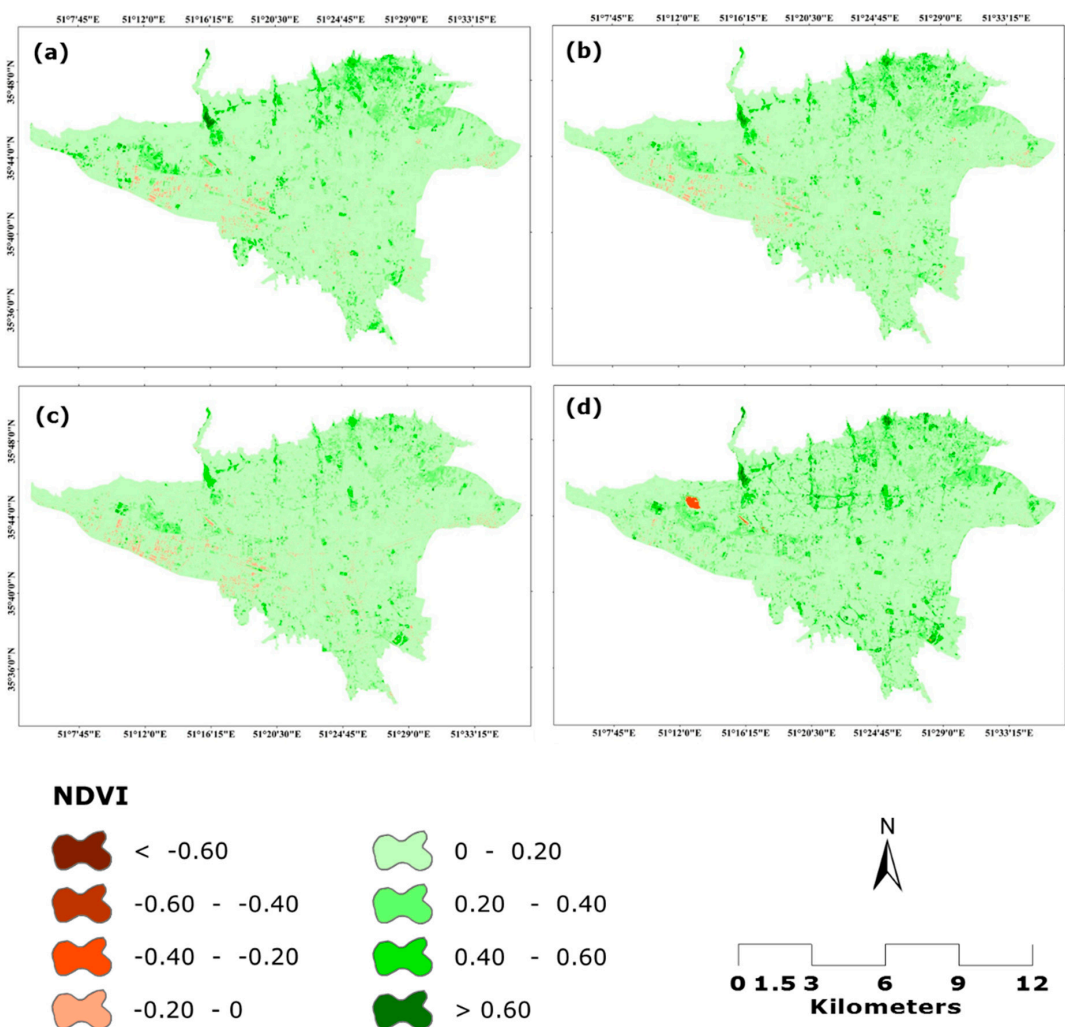 51°7'45"E 51°12'0"E 51°16'15"E 51°20'30"E 51°24'45"E 51°29'0"E 51°33'15"E
51°7'45"E 51°12'0"E 51°16'15"E 51°20'30"E 51°24'45"E 51°29'0"E 51°33'15"E
(a)
(b)
35°48'0"N
35°44'0"N
35°40'0"N
35°36'0"N
(c)
(d)
35°48'0"N
35°44'0"N
35°40'0"N
35°36'0"N
51°7'45"E 51°12'0"E 51°16'15"E 51°20'30"E 51°24'45"E 51°29'0"E 51°33'15"E
51°7'45"E 51°12'0"E 51°16'15"E 51°20'30"E 51°24'45"E 51°29'0"E 51°33'15"E
NDVI
< -0.60
-0.60 - -0.40
-0.40 - -0.20
-0.20 - 0
0 - 0.20
0.20 - 0.40
0.40 - 0.60
> 0.60
N
0 1.5 3 6 9 12
Kilometers